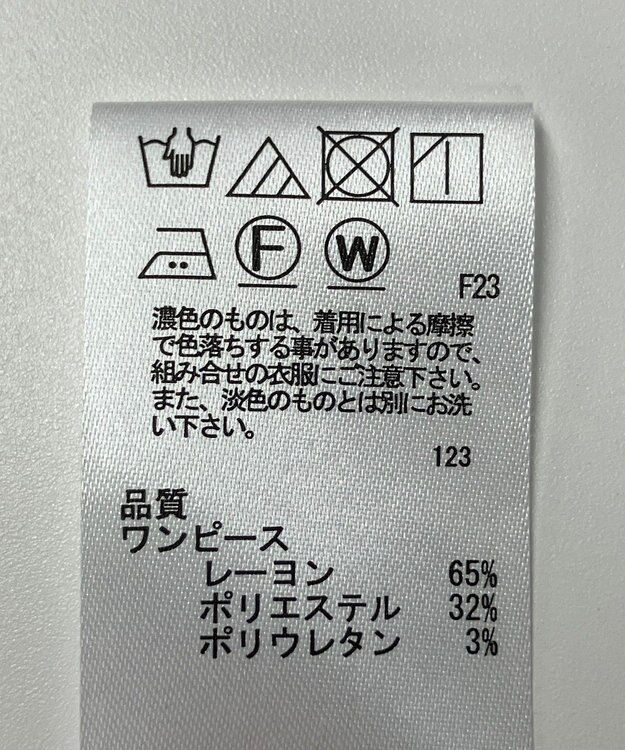 F W
F23
濃色のものは、着用による摩擦
で色落ちする事がありますので、
組み合せの衣服にご注意下さい。
また、淡色のものとは別にお洗
い下さい。
123
品質
ワンピース
レーヨン 65%
ポリエステル 32%
ポリウレタン 3%